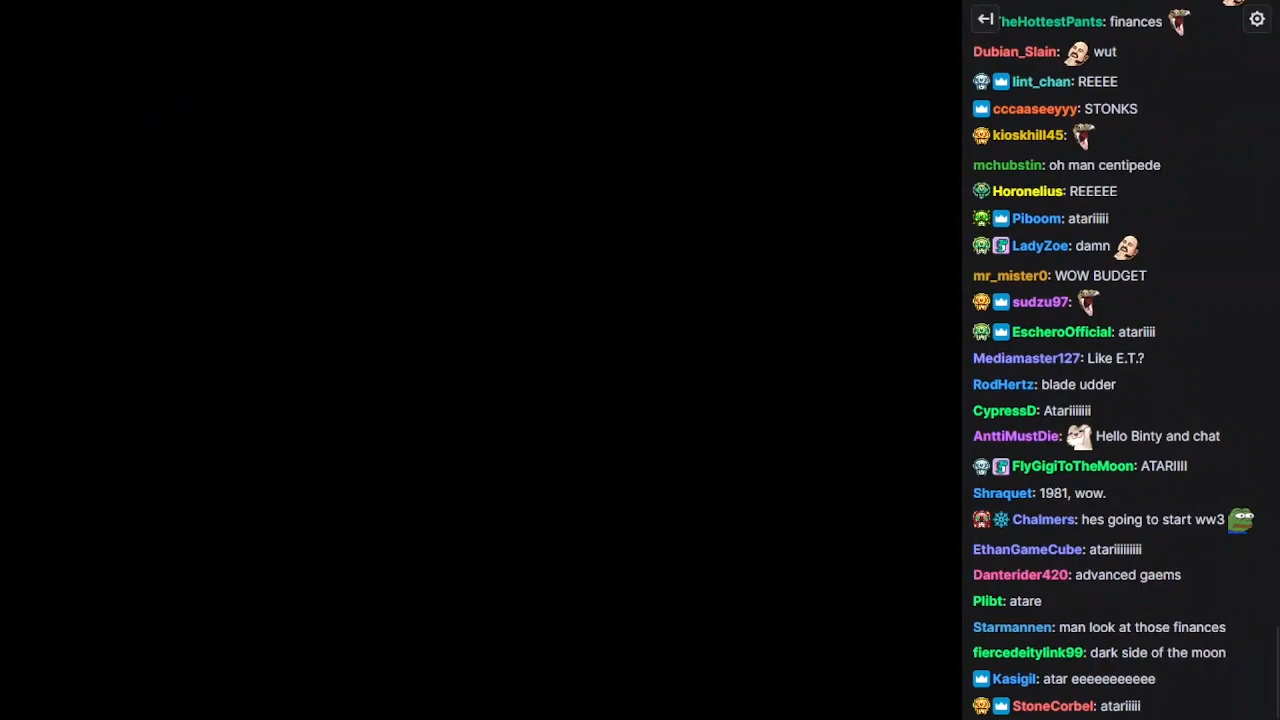 TheHottestPants: finances
Dubian_Slain: wut
lint_chan: REEEE
cccaaseeyyy: STONKS
kioskhill45:
mchubstin: oh man centipede
Horonelius: REEEEE
Piboom: atariiiii
LadyZoe: damn
mr_mister0: WOW BUDGET
sudzu97:
EscheroOfficial: atariiii
Mediamaster127: Like E.T.?
RodHertz: blade udder
CypressD: Atariiiiiii
AnttiMustDie: Hello Binty and chat
FlyGigiToTheMoon: ATARIIII
Shraquet: 1981, wow.
Chalmers: hes going to start ww3
EthanGameCube: atariiiiiiiii
Danterider420: advanced gaems
Plibt: atare
Starmannen: man look at those finances
fiercedeitylink99: dark side of the moon
Kasigil: atar eeeeeeeeeee
StoneCorbel: atariiiii